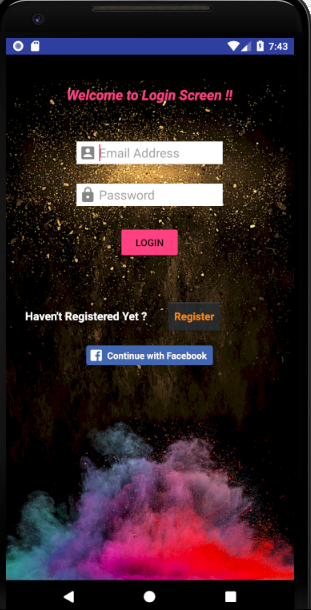 7:43
Welcome to Login Screen !!
Email Address
Password
LOGIN
Haven't Registered Yet ? Register
Continue with Facebook